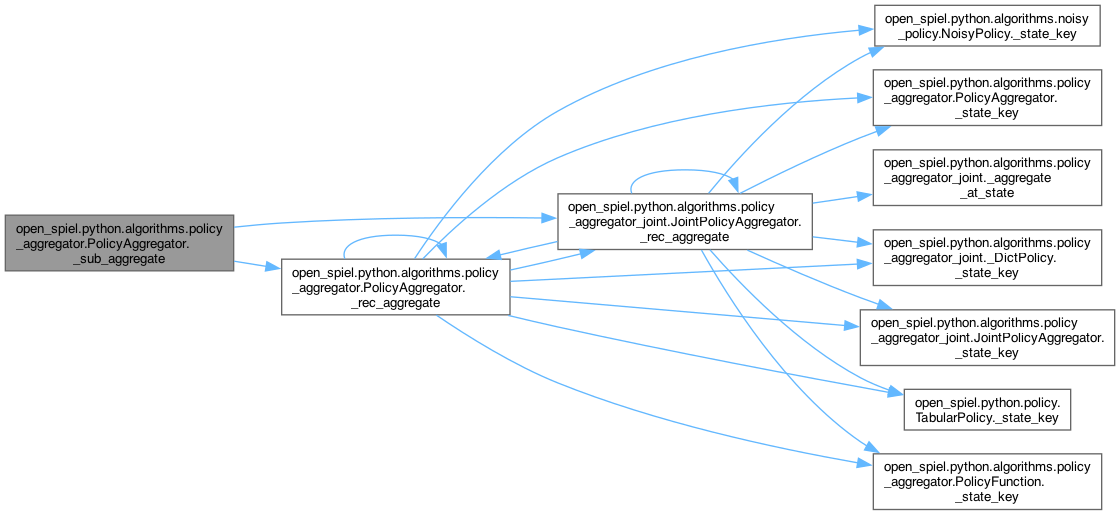 open_spiel.python.algorithms.policy
_aggregator.PolicyAggregator.
_sub_aggregate
open_spiel.python.algorithms.policy
_aggregator.PolicyAggregator.
_rec_aggregate
open_spiel.python.algorithms.policy
_aggregator_joint.JointPolicyAggregator.
_rec_aggregate
open_spiel.python.algorithms.noisy
_policy.NoisyPolicy._state_key
open_spiel.python.algorithms.policy
_aggregator.PolicyAggregator.
_state_key
open_spiel.python.algorithms.policy
_aggregator_joint._aggregate
_at_state
open_spiel.python.algorithms.policy
_aggregator_joint._DictPolicy.
_state_key
open_spiel.python.algorithms.policy
_aggregator_joint.JointPolicyAggregator.
_state_key
open_spiel.python.policy.
TabularPolicy._state_key
open_spiel.python.algorithms.policy
_aggregator.PolicyFunction.
_state_key